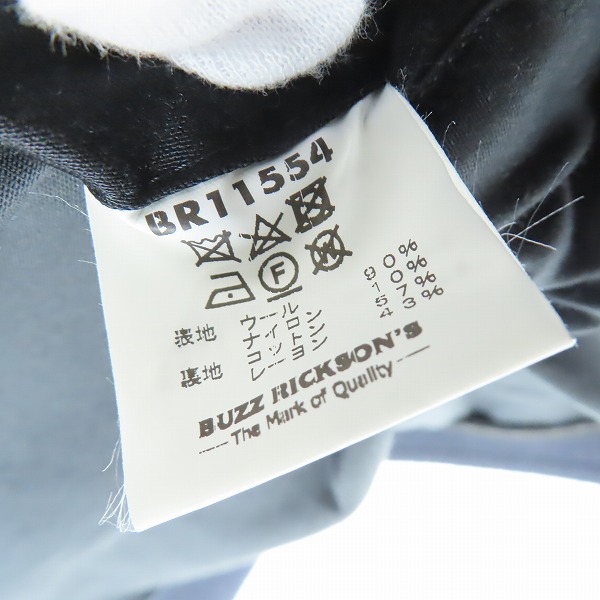 BR11554
F
表地 ウール 90%
ナイロン 10%
裏地 コットン 57%
レーヨン 43%
BUZZ RICKSON'S
The Mark of Quality